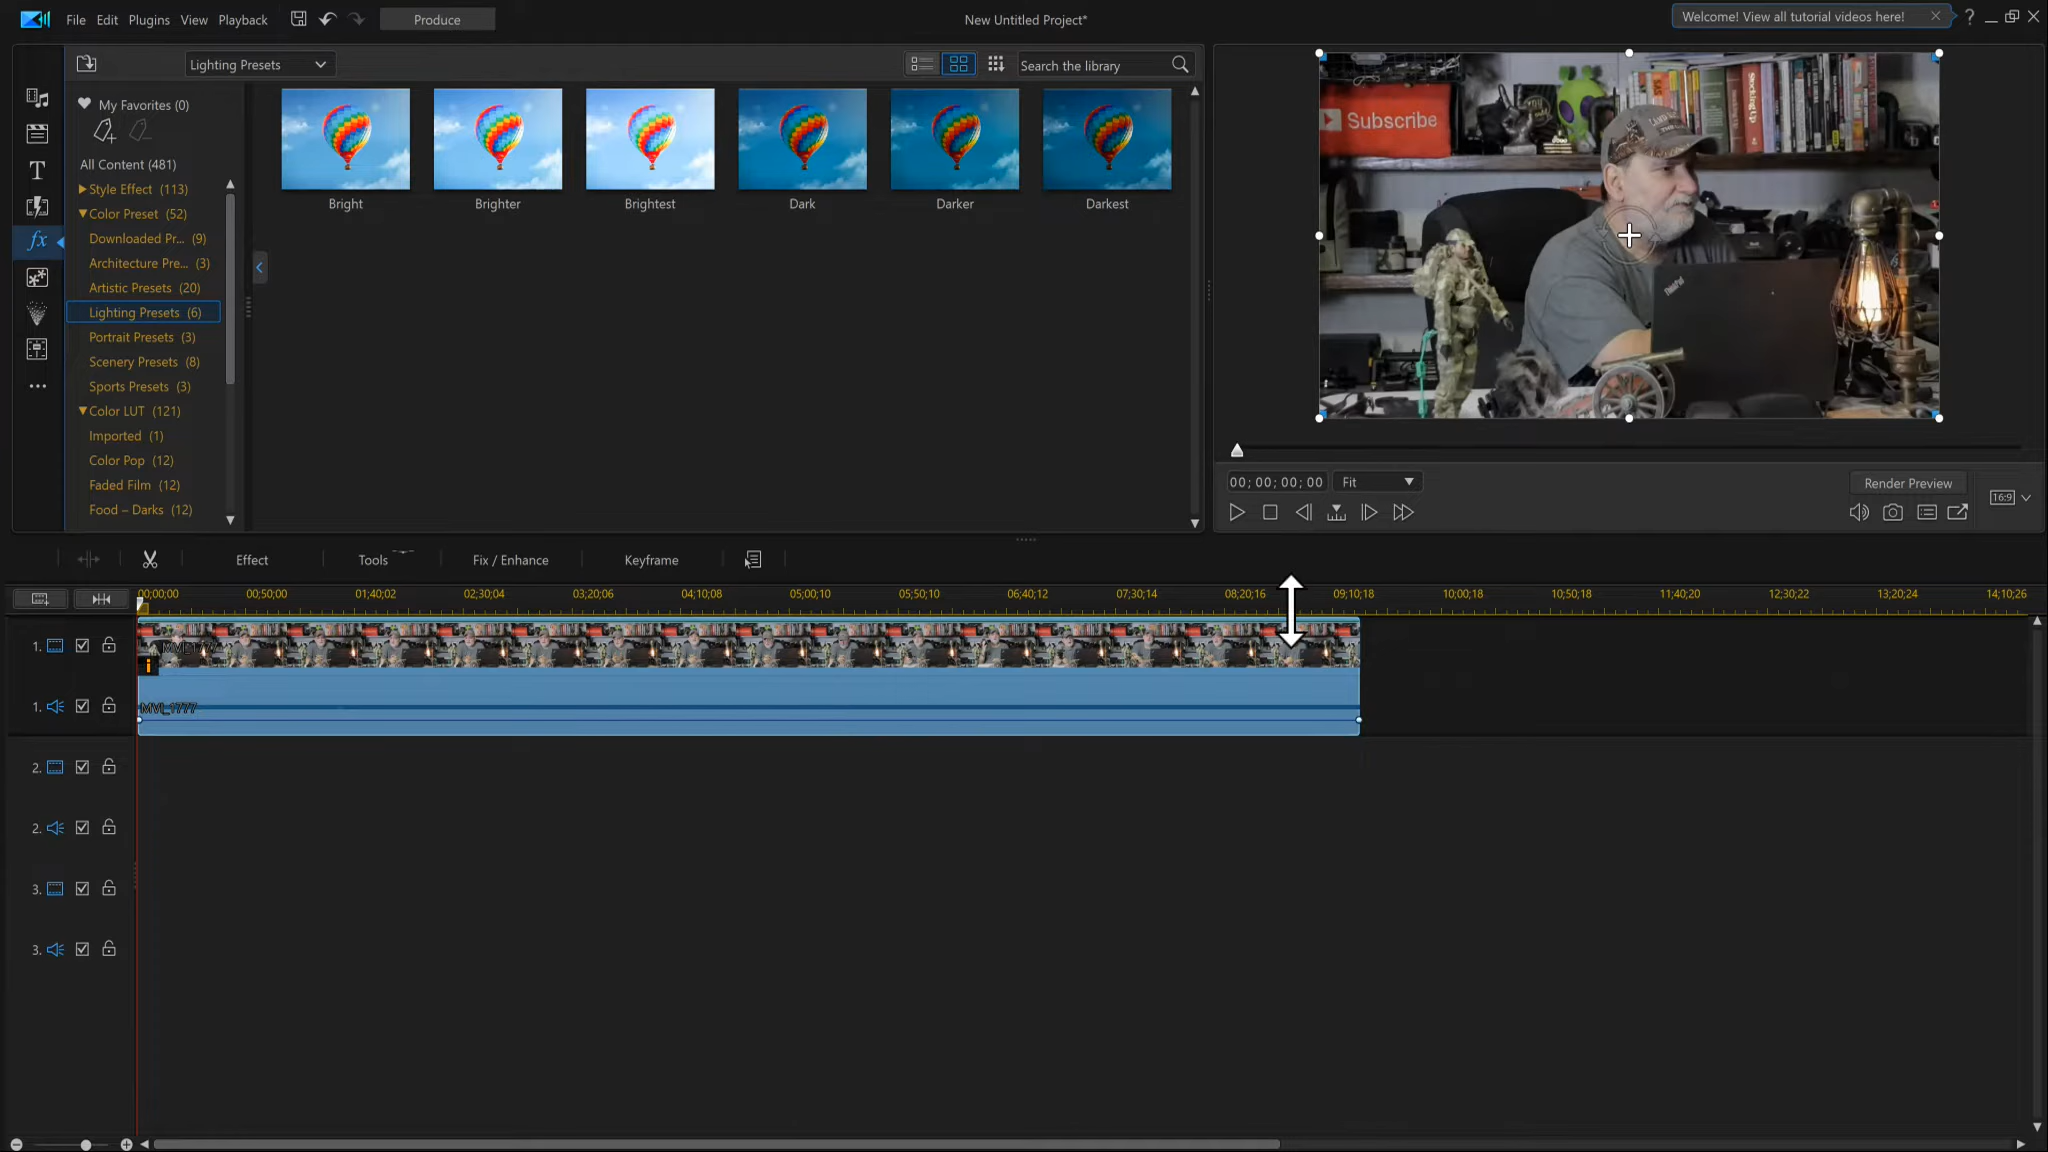 File Edit Plugins View Playback Produce New Untitled Project* Welcome! View all tutorial videos here! ?
Lighting Presets Search the library
My Favorites (0)
All Content (481)
Style Effect (113)
Color Preset (52)
Downloaded Pr... (9)
Architecture Pre... (3)
Artistic Presets (20)
Lighting Presets (6)
Portrait Presets (3)
Scenery Presets (8)
Sports Presets (3)
Color LUT (121)
Imported (1)
Color Pop (12)
Faded Film (12)
Food – Darks (12)
T
fx
Bright Brighter Brightest Dark Darker Darkest
Subscribe
ThinkPad
00; 00; 00; 00 Fit Render Preview 16:9
Effect Tools Fix / Enhance Keyframe
00;00;00 00;50;00 01;40;02 02;30;04 03;20;06 04;10;08 05;00;10 05;50;10 06;40;12 07;30;14 08;20;16 09;10;18 10;00;18 10;50;18 11;40;20 12;30;22 13;20;24 14;10;26
1. MVI_1777
i
1. MVI_1777
2.
2.
3.
3.